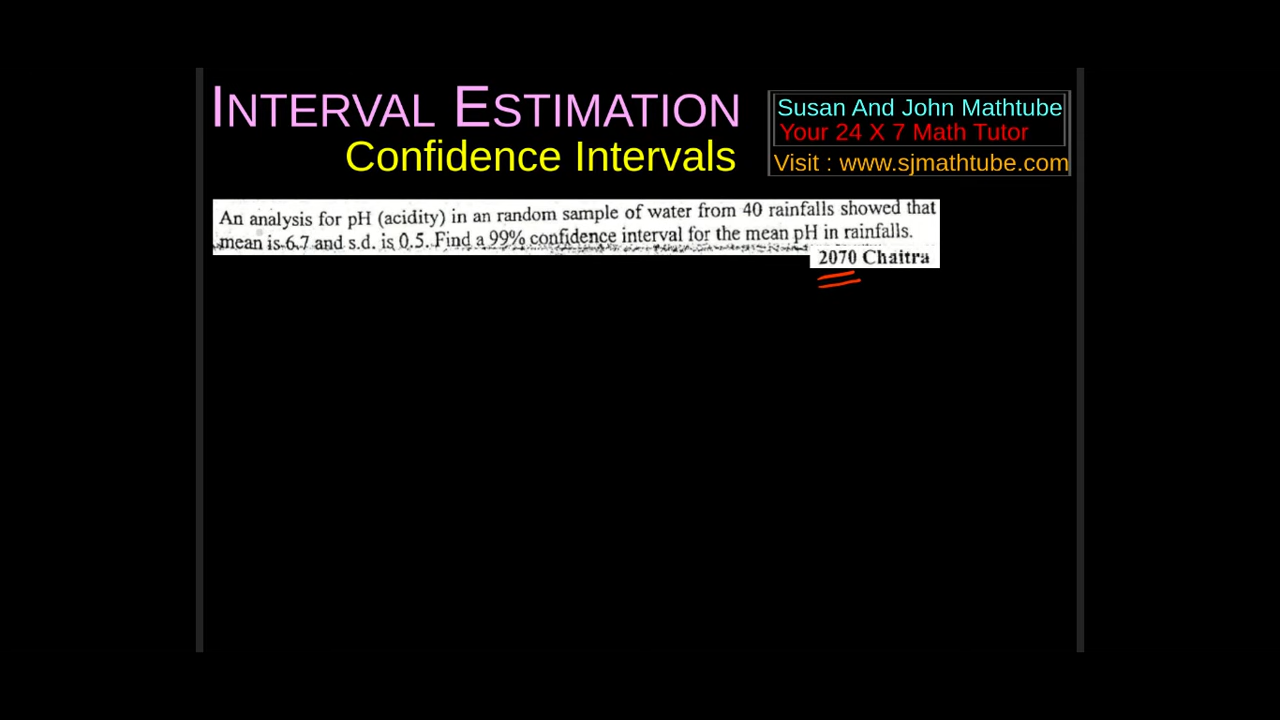 INTERVAL ESTIMATION
Confidence Intervals
Susan And John Mathtube
Your 24 X 7 Math Tutor
Visit : www.sjmathtube.com
An analysis for pH (acidity) in an random sample of water from 40 rainfalls showed that
mean is 6.7 and s.d. is 0.5. Find a 99% confidence interval for the mean pH in rainfalls.
2070 Chaitra